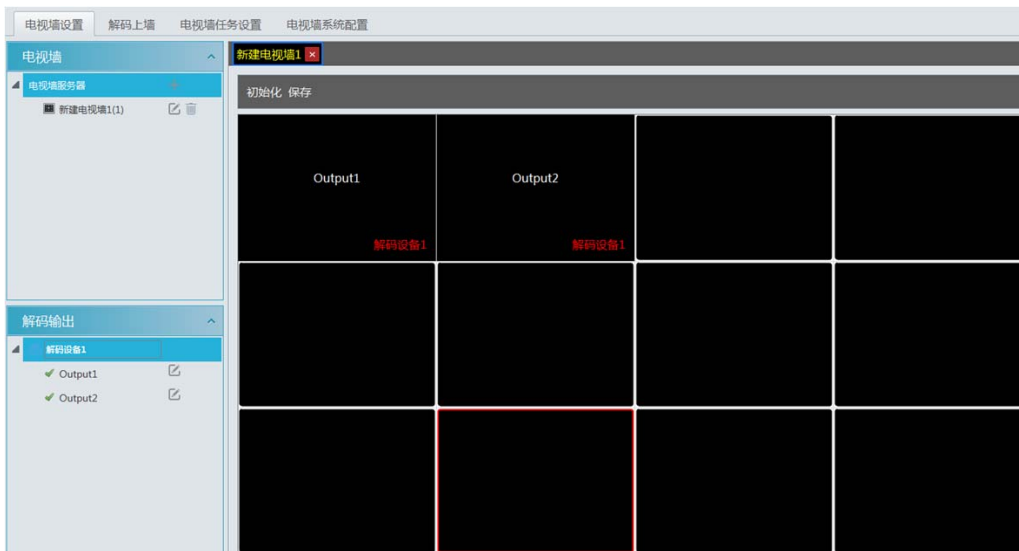 电视墙设置 解码上墙 电视墙任务设置 电视墙系统配置
电视墙
新建电视墙1
电视墙服务器
初始化 保存
新建电视墙1(1)
Output1
Output2
解码设备1
解码设备1
解码输出
解码设备1
Output1
Output2